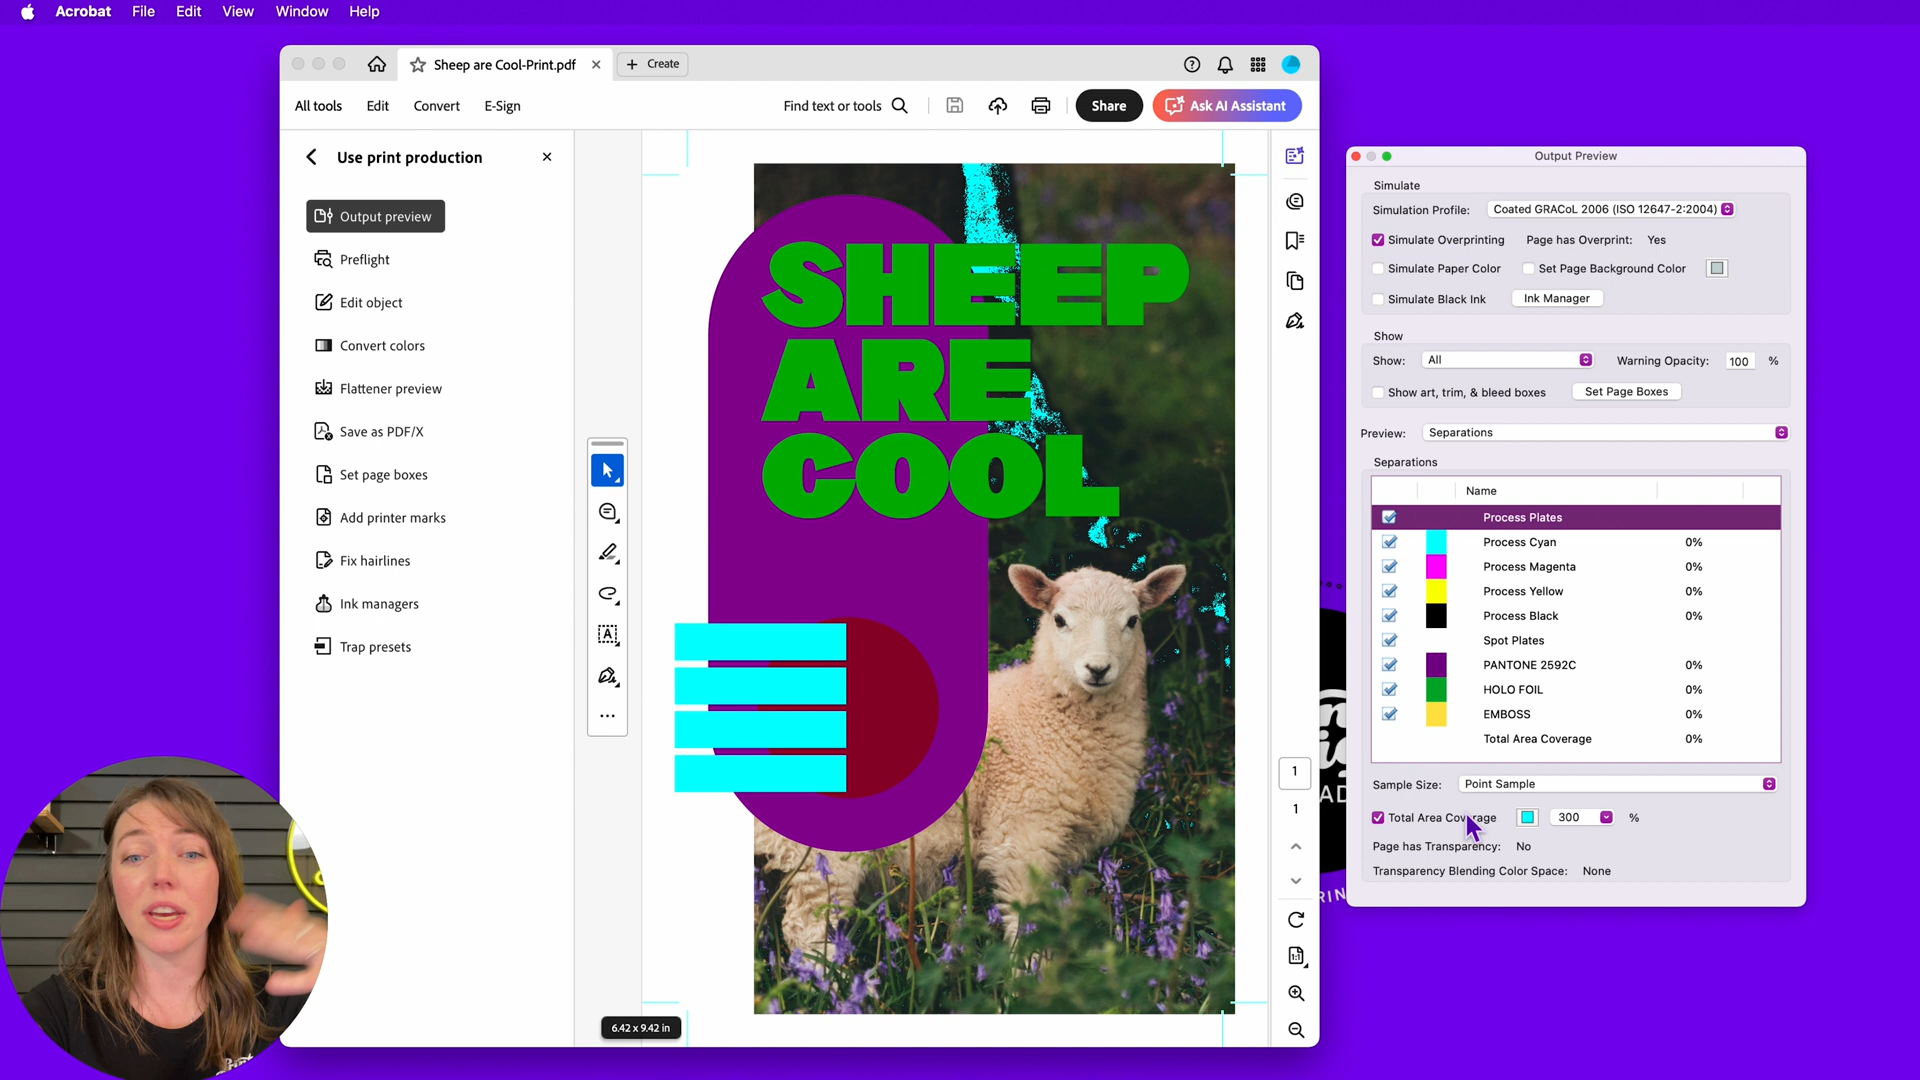 Acrobat File Edit View Window Help
Sheep are Cool-Print.pdf
Create
All tools Edit Convert E-Sign
Find text or tools
Share
Ask AI Assistant
Use print production
Output preview
Preflight
Edit object
Convert colors
Flattener preview
Save as PDF/X
Set page boxes
Add printer marks
Fix hairlines
Ink managers
Trap presets
SHEEP
ARE
COOL
6.42 x 9.42 in
1
1
Output Preview
Simulate
Simulation Profile: Coated GRACoL 2006 (ISO 12647-2:2004)
Simulate Overprinting Page has Overprint: Yes
Simulate Paper Color Set Page Background Color
Simulate Black Ink Ink Manager
Show
Show: All Warning Opacity: 100 %
Show art, trim, & bleed boxes Set Page Boxes
Preview: Separations
Separations
Name
Process Plates
Process Cyan 0%
Process Magenta 0%
Process Yellow 0%
Process Black 0%
Spot Plates
PANTONE 2592C 0%
HOLO FOIL 0%
EMBOSS 0%
Total Area Coverage 0%
Sample Size: Point Sample
Total Area Coverage 300 %
Page has Transparency: No
Transparency Blending Color Space: None